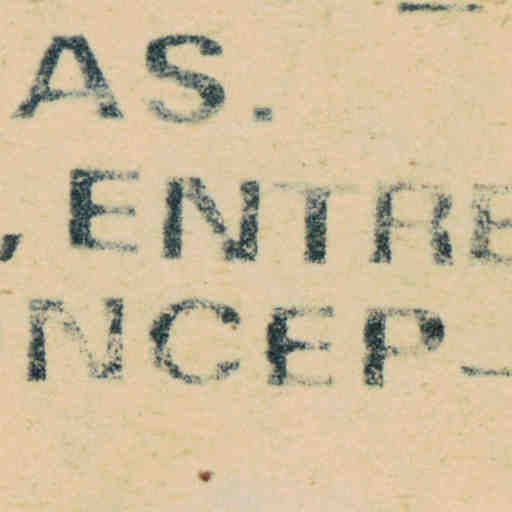 AS.
, ENTRE
NCEP-